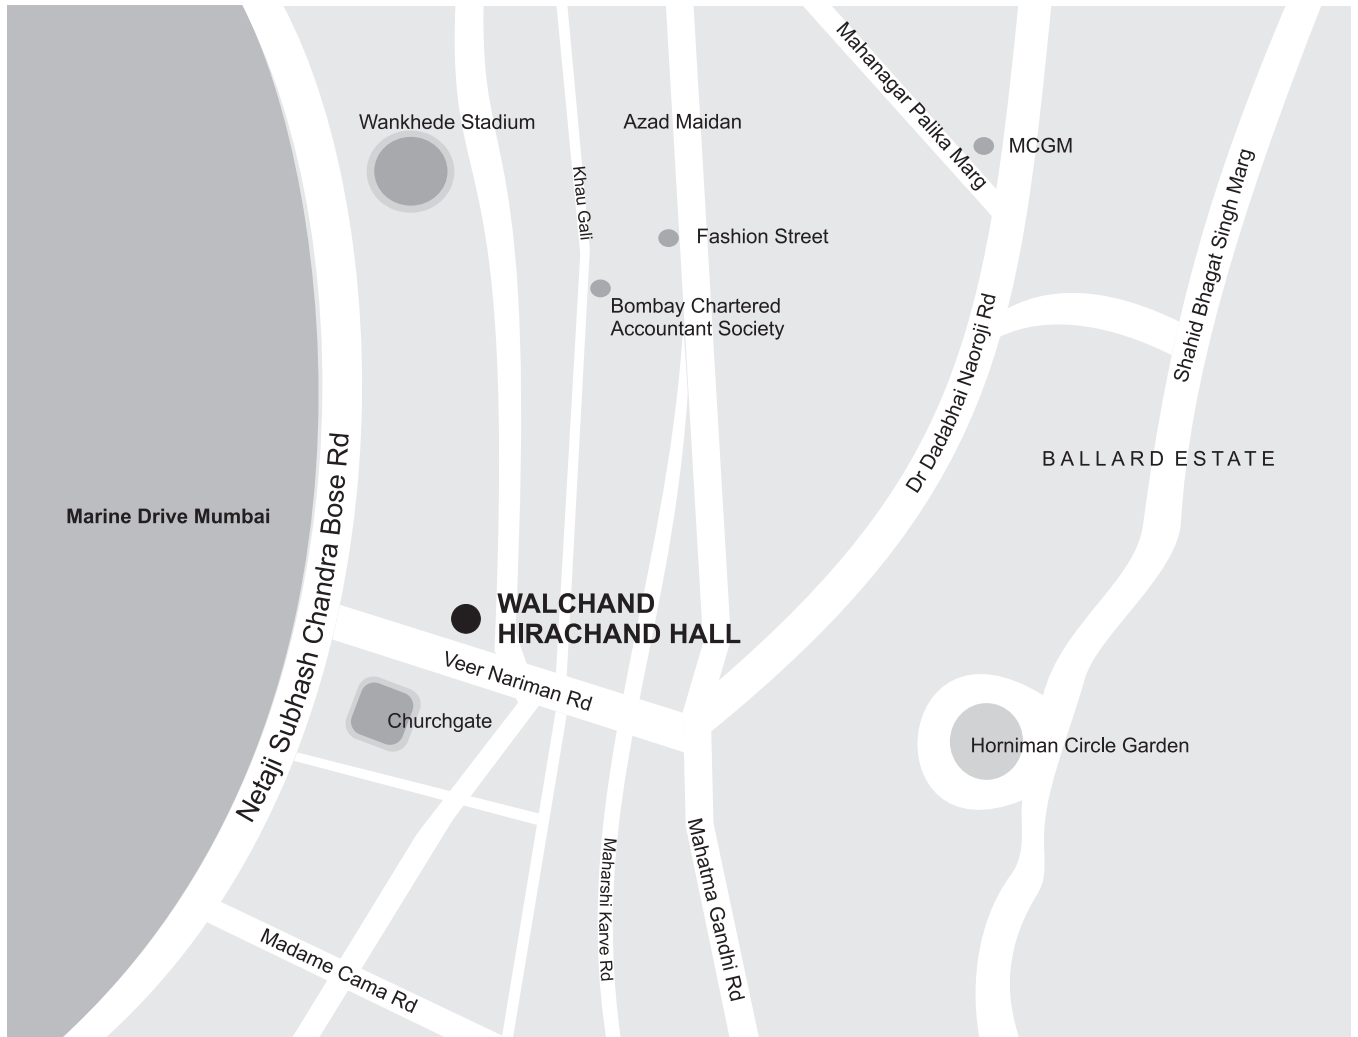 Mahanagar Palika Marg
Wankhede Stadium
Azad Maidan
MCGM
Khau Gali
Shahid Bhagat Singh Marg
Fashion Street
Bombay Chartered
Accountant Society
Dr Dadabhai Naoroji Rd
BALLARD ESTATE
Marine Drive Mumbai
Netaji Subhash Chandra Bose Rd
WALCHAND
HIRACHAND HALL
Veer Nariman Rd
Churchgate
Horniman Circle Garden
Maharshi Karve Rd
Mahatma Gandhi Rd
Madame Cama Rd